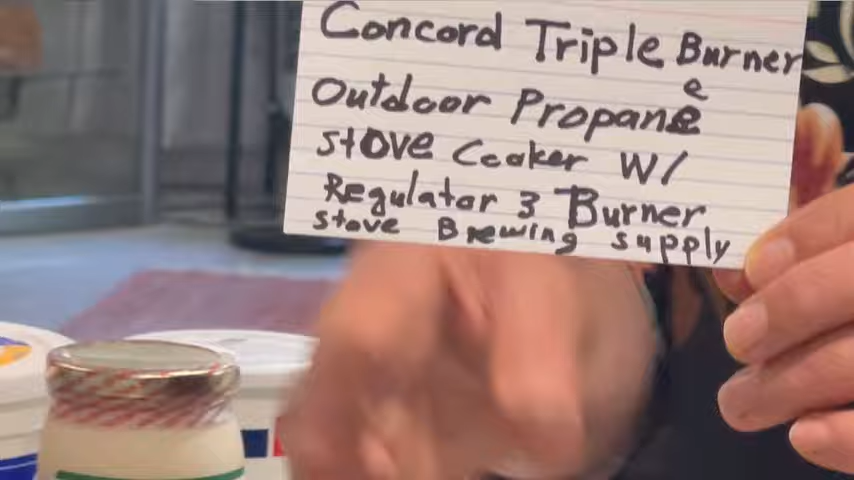 Concord Triple Burner
Outdoor Propane
e
Stove Cooker W/
Regulator 3 Burner
stove Brewing supply